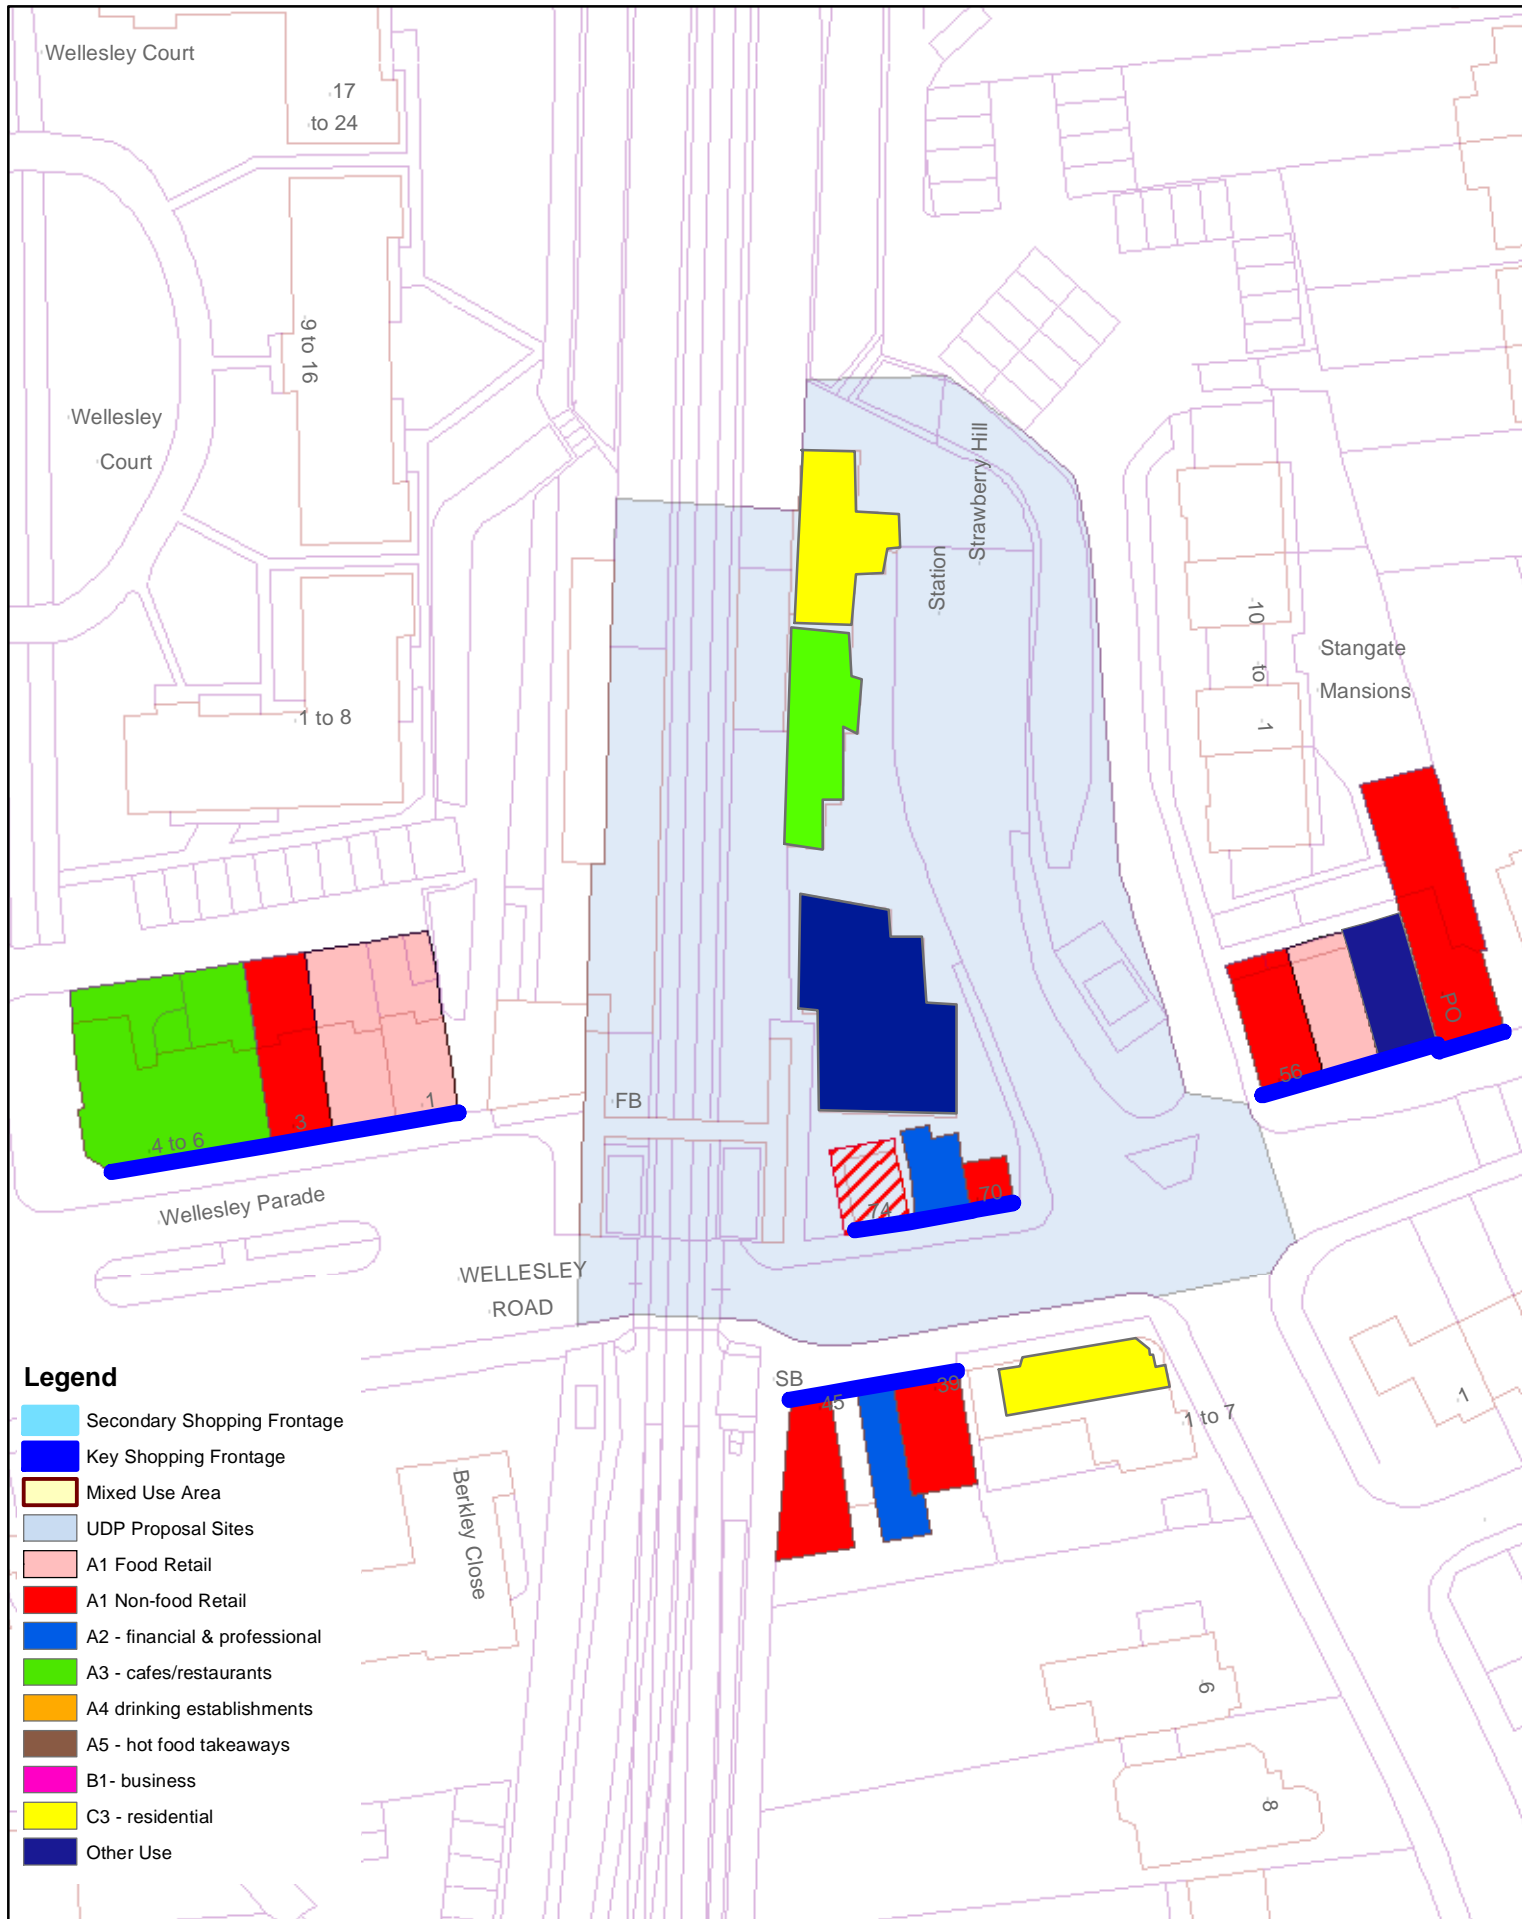 Wellesley Court
17
to 24
9 to 16
Wellesley
Court
Strawberry Hill
Station
10
to
1
Stangate
Mansions
1 to 8
PO
56
FB
1
3
4 to 6
Wellesley Parade
74
70
WELLESLEY
ROAD
SB
45
39
1 to 7
1
Berkley Close
6
8
Legend
Secondary Shopping Frontage
Key Shopping Frontage
Mixed Use Area
UDP Proposal Sites
A1 Food Retail
A1 Non-food Retail
A2 - financial & professional
A3 - cafes/restaurants
A4 drinking establishments
A5 - hot food takeaways
B1- business
C3 - residential
Other Use